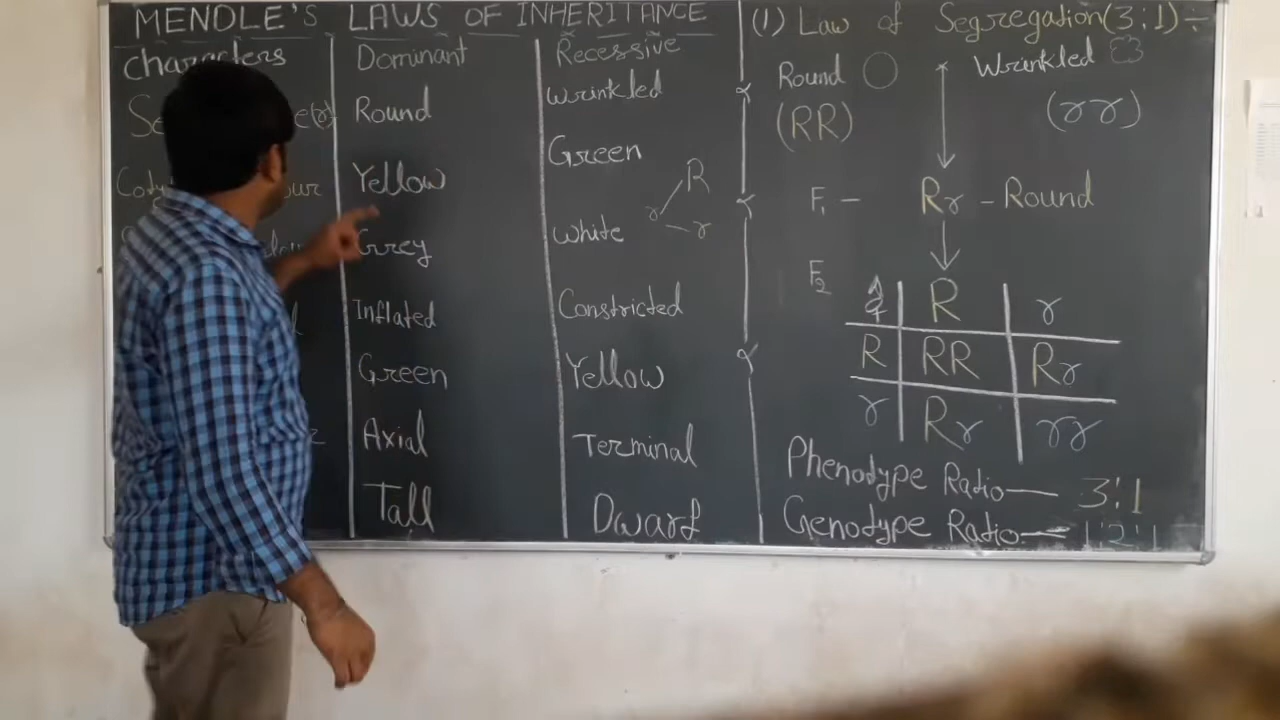 MENDLE'S LAWS OF INHERITANCE
characters Dominant Recessive
Round Wrinkled
Yellow Green
Grey White
Inflated Constricted
Green Yellow
Axial Terminal
Tall Dwarf
R
r r
(1) Law of Segregation (3:1) ÷
Round Wrinkled
(RR) (rr)
F1 — Rr - Round
F2
R r
R RR Rr
r Rr rr
Phenotype Ratio — 3:1
Genotype Ratio — 1:2:1